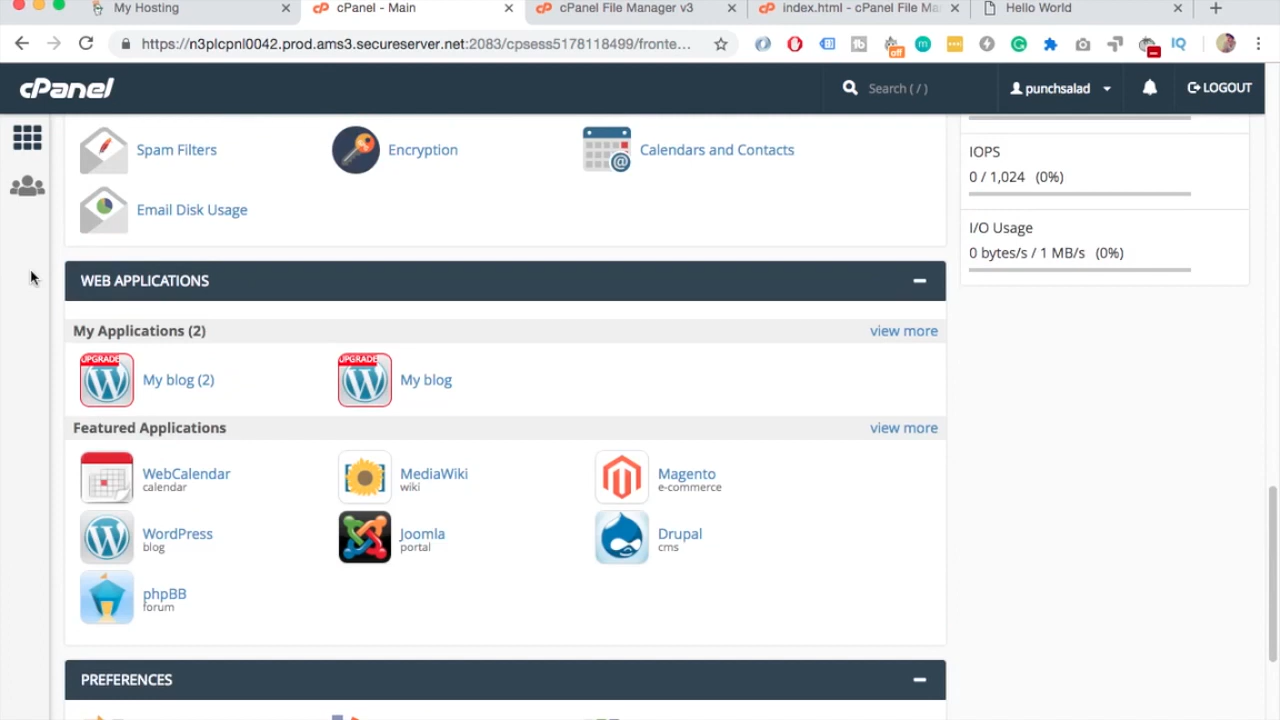 My Hosting
cPanel - Main
cPanel File Manager v3
index.html - cPanel File Ma
Hello World
https://n3plcpnl0042.prod.ams3.secureserver.net:2083/cpsess5178118499/fronte...
off
m
IQ
cPanel
Search ( / )
punchsalad
LOGOUT
Spam Filters
Encryption
Calendars and Contacts
Email Disk Usage
IOPS
0 / 1,024 (0%)
I/O Usage
0 bytes/s / 1 MB/s (0%)
WEB APPLICATIONS
My Applications (2)
view more
UPGRADE
My blog (2)
UPGRADE
My blog
Featured Applications
view more
WebCalendar
calendar
MediaWiki
wiki
Magento
e-commerce
WordPress
blog
Joomla
portal
Drupal
cms
phpBB
forum
PREFERENCES